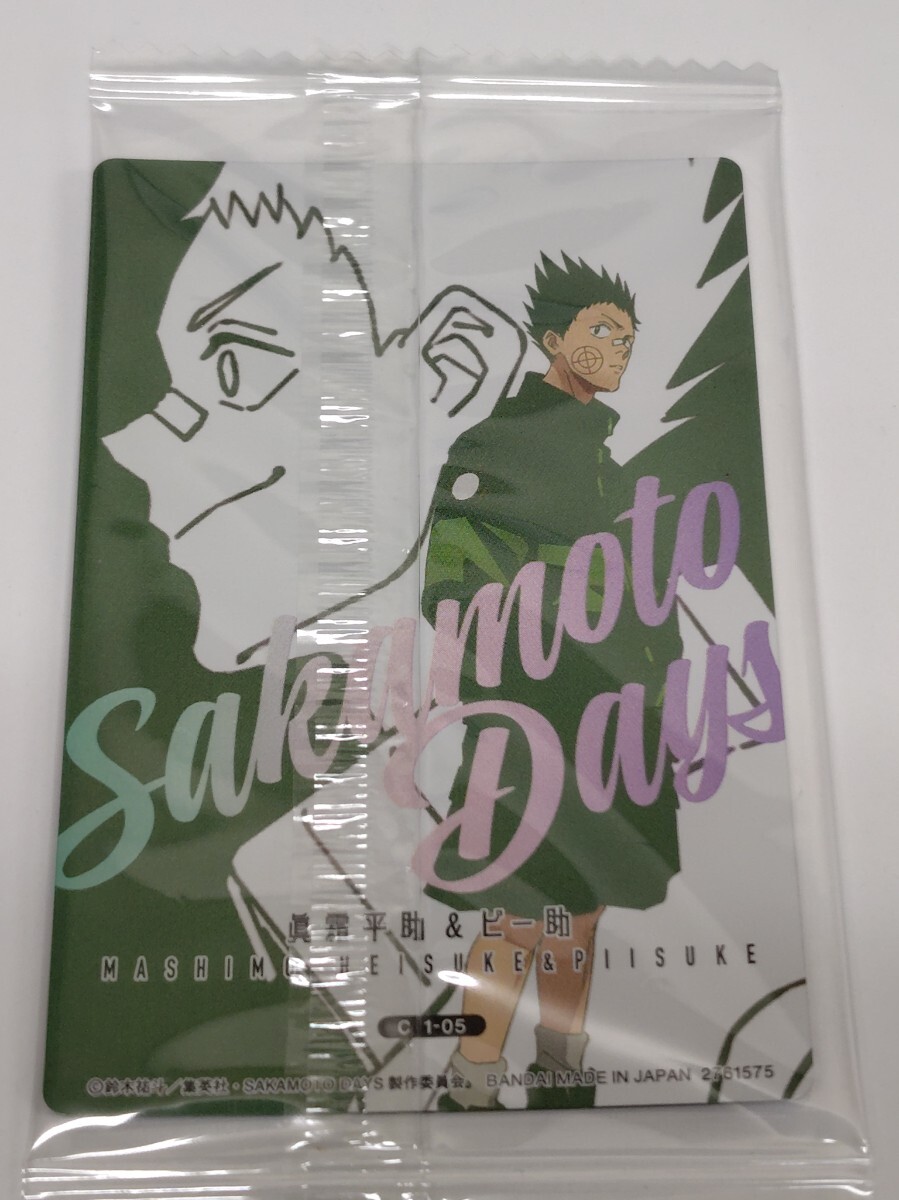 Sakamoto
Days
眞霜平助&ピー助
MASHIMO HEISUKE&PIISUKE
C 1-05
©鈴木祐斗/集英社・SAKAMOTO DAYS 製作委員会。 BANDAI MADE IN JAPAN 2761575